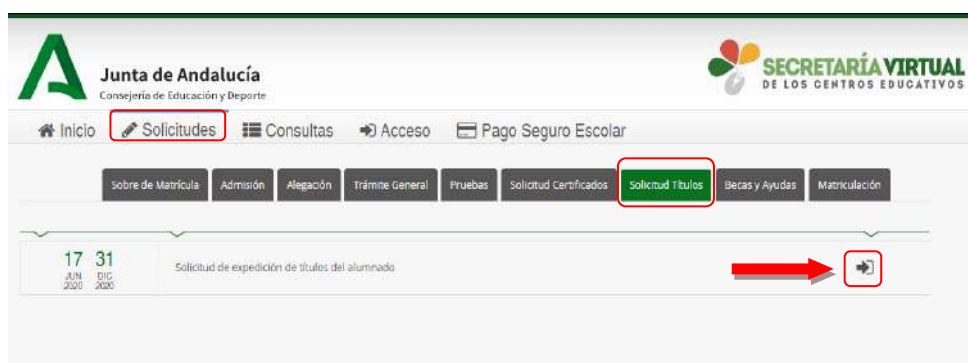 Junta de Andalucía
Consejería de Educación y Deporte
SECRETARÍA VIRTUAL
DE LOS CENTROS EDUCATIVOS
Inicio Solicitudes Consultas Acceso Pago Seguro Escolar
Sobre de Matrícula Admisión Alegación Trámite General Pruebas Solicitud Certificados Solicitud Títulos Becas y Ayudas Matriculación
17 31
JUN DIC
2020 2020
Solicitud de expedición de títulos del alumnado